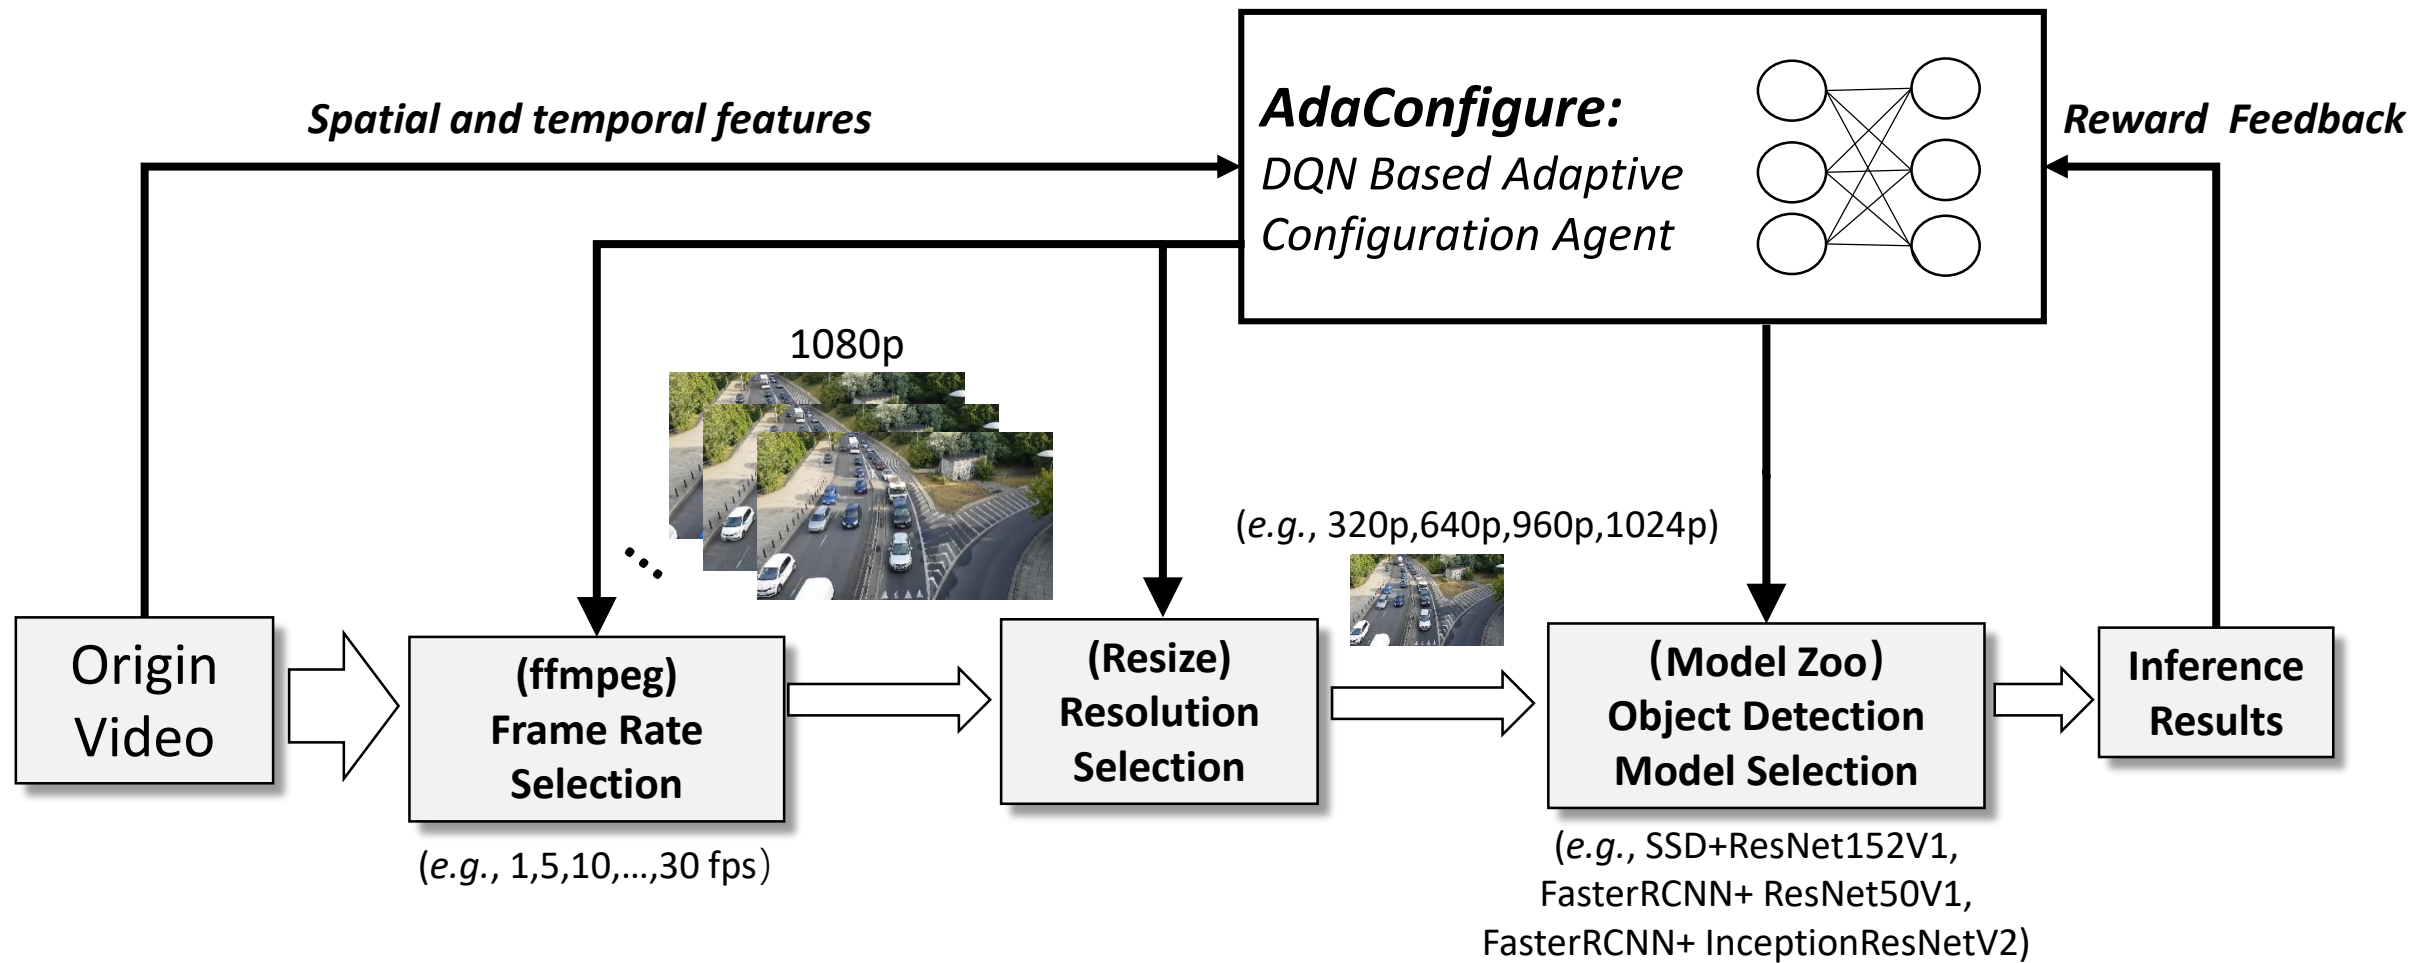 AdaConfigure:
DQN Based Adaptive
Configuration Agent
Spatial and temporal features
Reward  Feedback
1080p
(e.g., 320p,640p,960p,1024p)
Origin
Video
(ffmpeg)
Frame Rate
Selection
(e.g., 1,5,10,...,30 fps）
(Resize)
Resolution
Selection
（Model Zoo）
Object Detection
Model Selection
(e.g., SSD+ResNet152V1,
FasterRCNN+ ResNet50V1,
FasterRCNN+ InceptionResNetV2)
Inference
Results